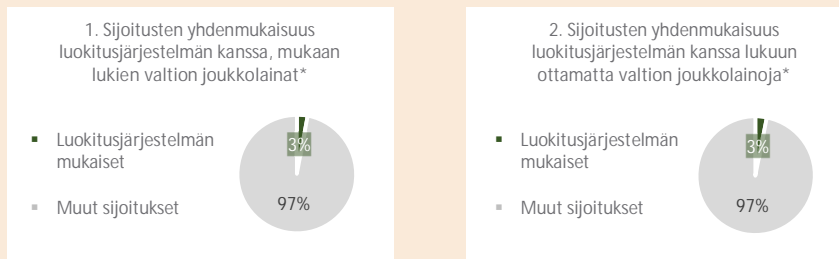 1. Sijoitusten yhdenmukaisuus
luokitusjärjestelmän kanssa, mukaan
lukien valtion joukkolainat*
▪ Luokitusjärjestelmän
mukaiset
▪ Muut sijoitukset
3%
97%
2. Sijoitusten yhdenmukaisuus
luokitusjärjestelmän kanssa lukuun
ottamatta valtion joukkolainoja*
▪ Luokitusjärjestelmän
mukaiset
▪ Muut sijoitukset
3%
97%